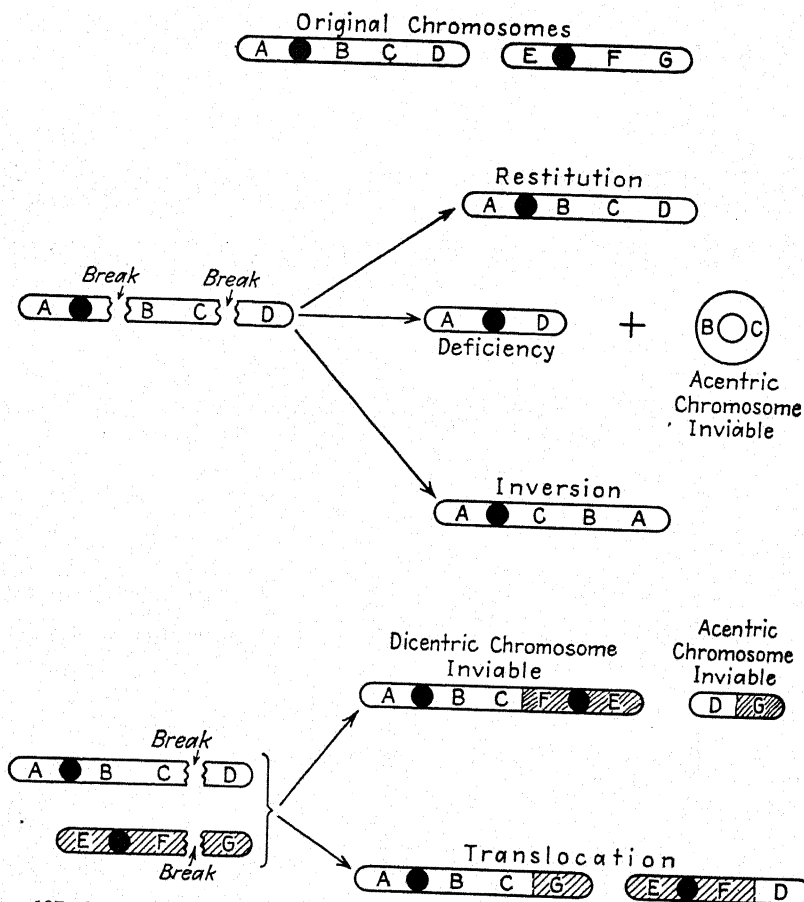 Original Chromosomes
A B C D E F G
Restitution
A B C D
Break Break
A B C D
A D + B C
Deficiency
Acentric
Chromosome
Inviable
Inversion
A C B A
Dicentric Chromosome
Inviable
Acentric
Chromosome
Inviable
A B C F E D G
Break
A B C D
E F G
Break
Translocation
A B C G E F D